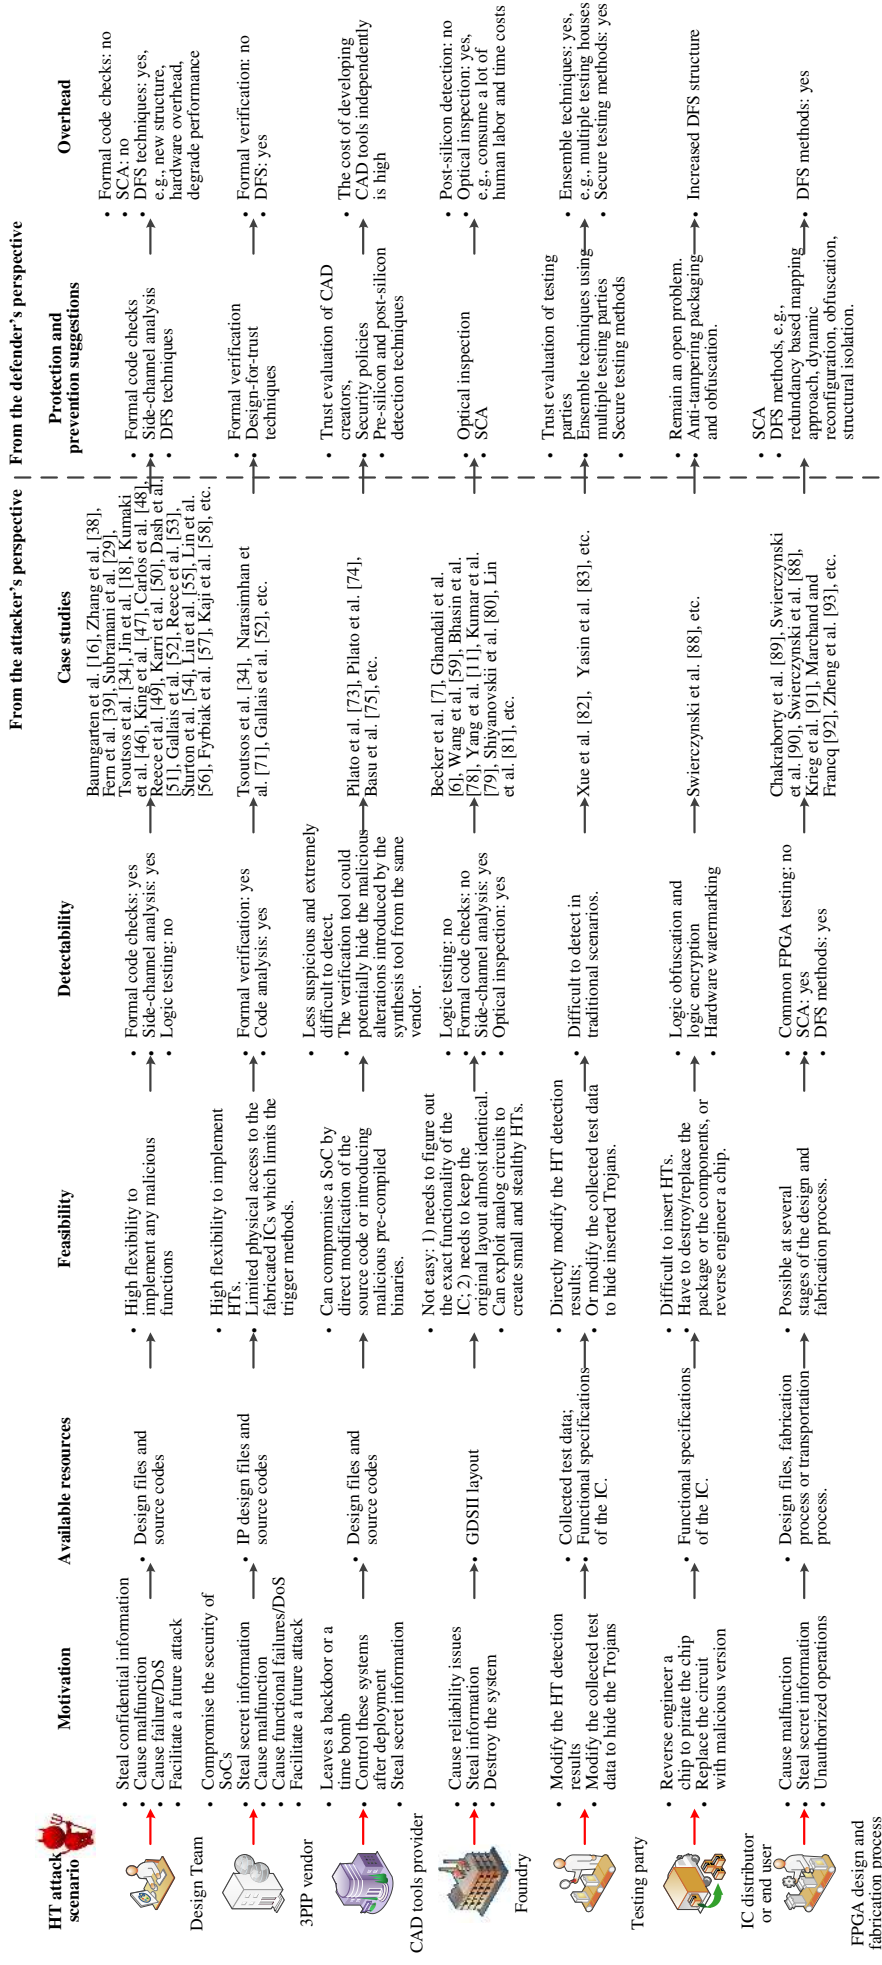 From the attacker's perspective
From the defender's perspective
HT attack
scenario
Motivation
Available resources
Feasibility
Detectability
Case studies
Protection and
prevention suggestions
Overhead
Design Team
• Steal confidential information
• Cause malfunction
• Cause failure/DoS
• Facilitate a future attack
• Design files and
source codes
• High flexibility to
implement any malicious
functions
• Formal code checks: yes
• Side-channel analysis: yes
• Logic testing: no
Baumgarten et al. [16], Zhang et al. [38],
Fern et al. [39], Subramani et al. [29],
Tsoutsos et al. [34], Jin et al. [18], Kumaki
et al. [46], King et al. [47], Carlos et al. [48],
Reece et al. [49], Karri et al. [50], Dash et al.
[51], Gallais et al. [52], Reece et al. [53],
Sturton et al. [54], Liu et al. [55], Lin et al.
[56], Fyrbiak et al. [57], Kaji et al. [58], etc.
• Formal code checks
• Side-channel analysis
• DFS techniques
• Formal code checks: no
• SCA: no
• DFS techniques: yes,
e.g., new structure,
hardware overhead,
degrade performance
3PIP vendor
• Compromise the security of
SoCs
• Steal secret information
• Cause malfunction
• Cause functional failures/DoS
• Facilitate a future attack
• IP design files and
source codes
• High flexibility to implement
HTs.
• Limited physical access to the
fabricated ICs which limits the
trigger methods.
• Formal verification: yes
• Code analysis: yes
Tsoutsos et al. [34], Narasimhan et
al. [71], Gallais et al. [52], etc.
• Formal verification
• Design-for-trust
techniques
• Formal verification: no
• DFS: yes
CAD tools provider
• Leaves a backdoor or a
time bomb
• Control these systems
after deployment
• Steal secret information
• Design files and
source codes
• Can compromise a SoC by
direct modification of the
source code or introducing
malicious pre-compiled
binaries.
• Less suspicious and extremely
difficult to detect.
• The verification tool could
potentially hide the malicious
alterations introduced by the
synthesis tool from the same
vendor.
Pilato et al. [73], Pilato et al. [74],
Basu et al. [75], etc.
• Trust evaluation of CAD
creators,
• Security policies
• Pre-silicon and post-silicon
detection techniques
• The cost of developing
CAD tools independently
is high
Foundry
• Cause reliability issues
• Steal information
• Destroy the system
• GDSII layout
• Not easy: 1) needs to figure out
the exact functionality of the
IC; 2) needs to keep the
original layout almost identical.
• Can exploit analog circuits to
create small and stealthy HTs.
• Logic testing: no
• Formal code checks: no
• Side-channel analysis: yes
• Optical inspection: yes
Becker et al. [7], Ghandali et al.
[6], Wang et al. [59], Bhasin et al.
[78], Yang et al. [11], Kumar et al.
[79], Shiyanovskii et al. [80], Lin
et al. [81], etc.
• Optical inspection
• SCA
• Post-silicon detection: no
• Optical inspection: yes,
e.g., consume a lot of
human labor and time costs
Testing party
• Modify the HT detection
results
• Modify the collected test
data to hide the Trojans
• Collected test data;
• Functional specifications
of the IC.
• Directly modify the HT detection
results;
• Or modify the collected test data
to hide inserted Trojans.
• Difficult to detect in
traditional scenarios.
Xue et al. [82], Yasin et al. [83], etc.
• Trust evaluation of testing
parties
• Ensemble techniques using
multiple testing parties
• Secure testing methods
• Ensemble techniques: yes,
e.g., multiple testing houses
• Secure testing methods: yes
IC distributor
or end user
• Reverse engineer a
chip to pirate the chip
• Replace the circuit
with malicious version
• Functional specifications
of the IC.
• Difficult to insert HTs.
• Have to destroy/replace the
package or the components, or
reverse engineer a chip.
• Logic obfuscation and
logic encryption
• Hardware watermarking
Swierczynski et al. [88], etc.
• Remain an open problem.
• Anti-tampering packaging
and obfuscation.
• Increased DFS structure
FPGA design and
fabrication process
• Cause malfunction
• Steal secret information
• Unauthorized operations
• Design files, fabrication
process or transportation
process.
• Possible at several
stages of the design and
fabrication process.
• Common FPGA testing: no
• SCA: yes
• DFS methods: yes
Chakraborty et al. [89], Swierczynski
et al. [90], Swierczynski et al. [88],
Krieg et al. [91], Marchand and
Francq [92], Zheng et al. [93], etc.
• SCA
• DFS methods, e.g.,
redundancy based mapping
approach, dynamic
reconfiguration, obfuscation,
structural isolation.
• DFS methods: yes